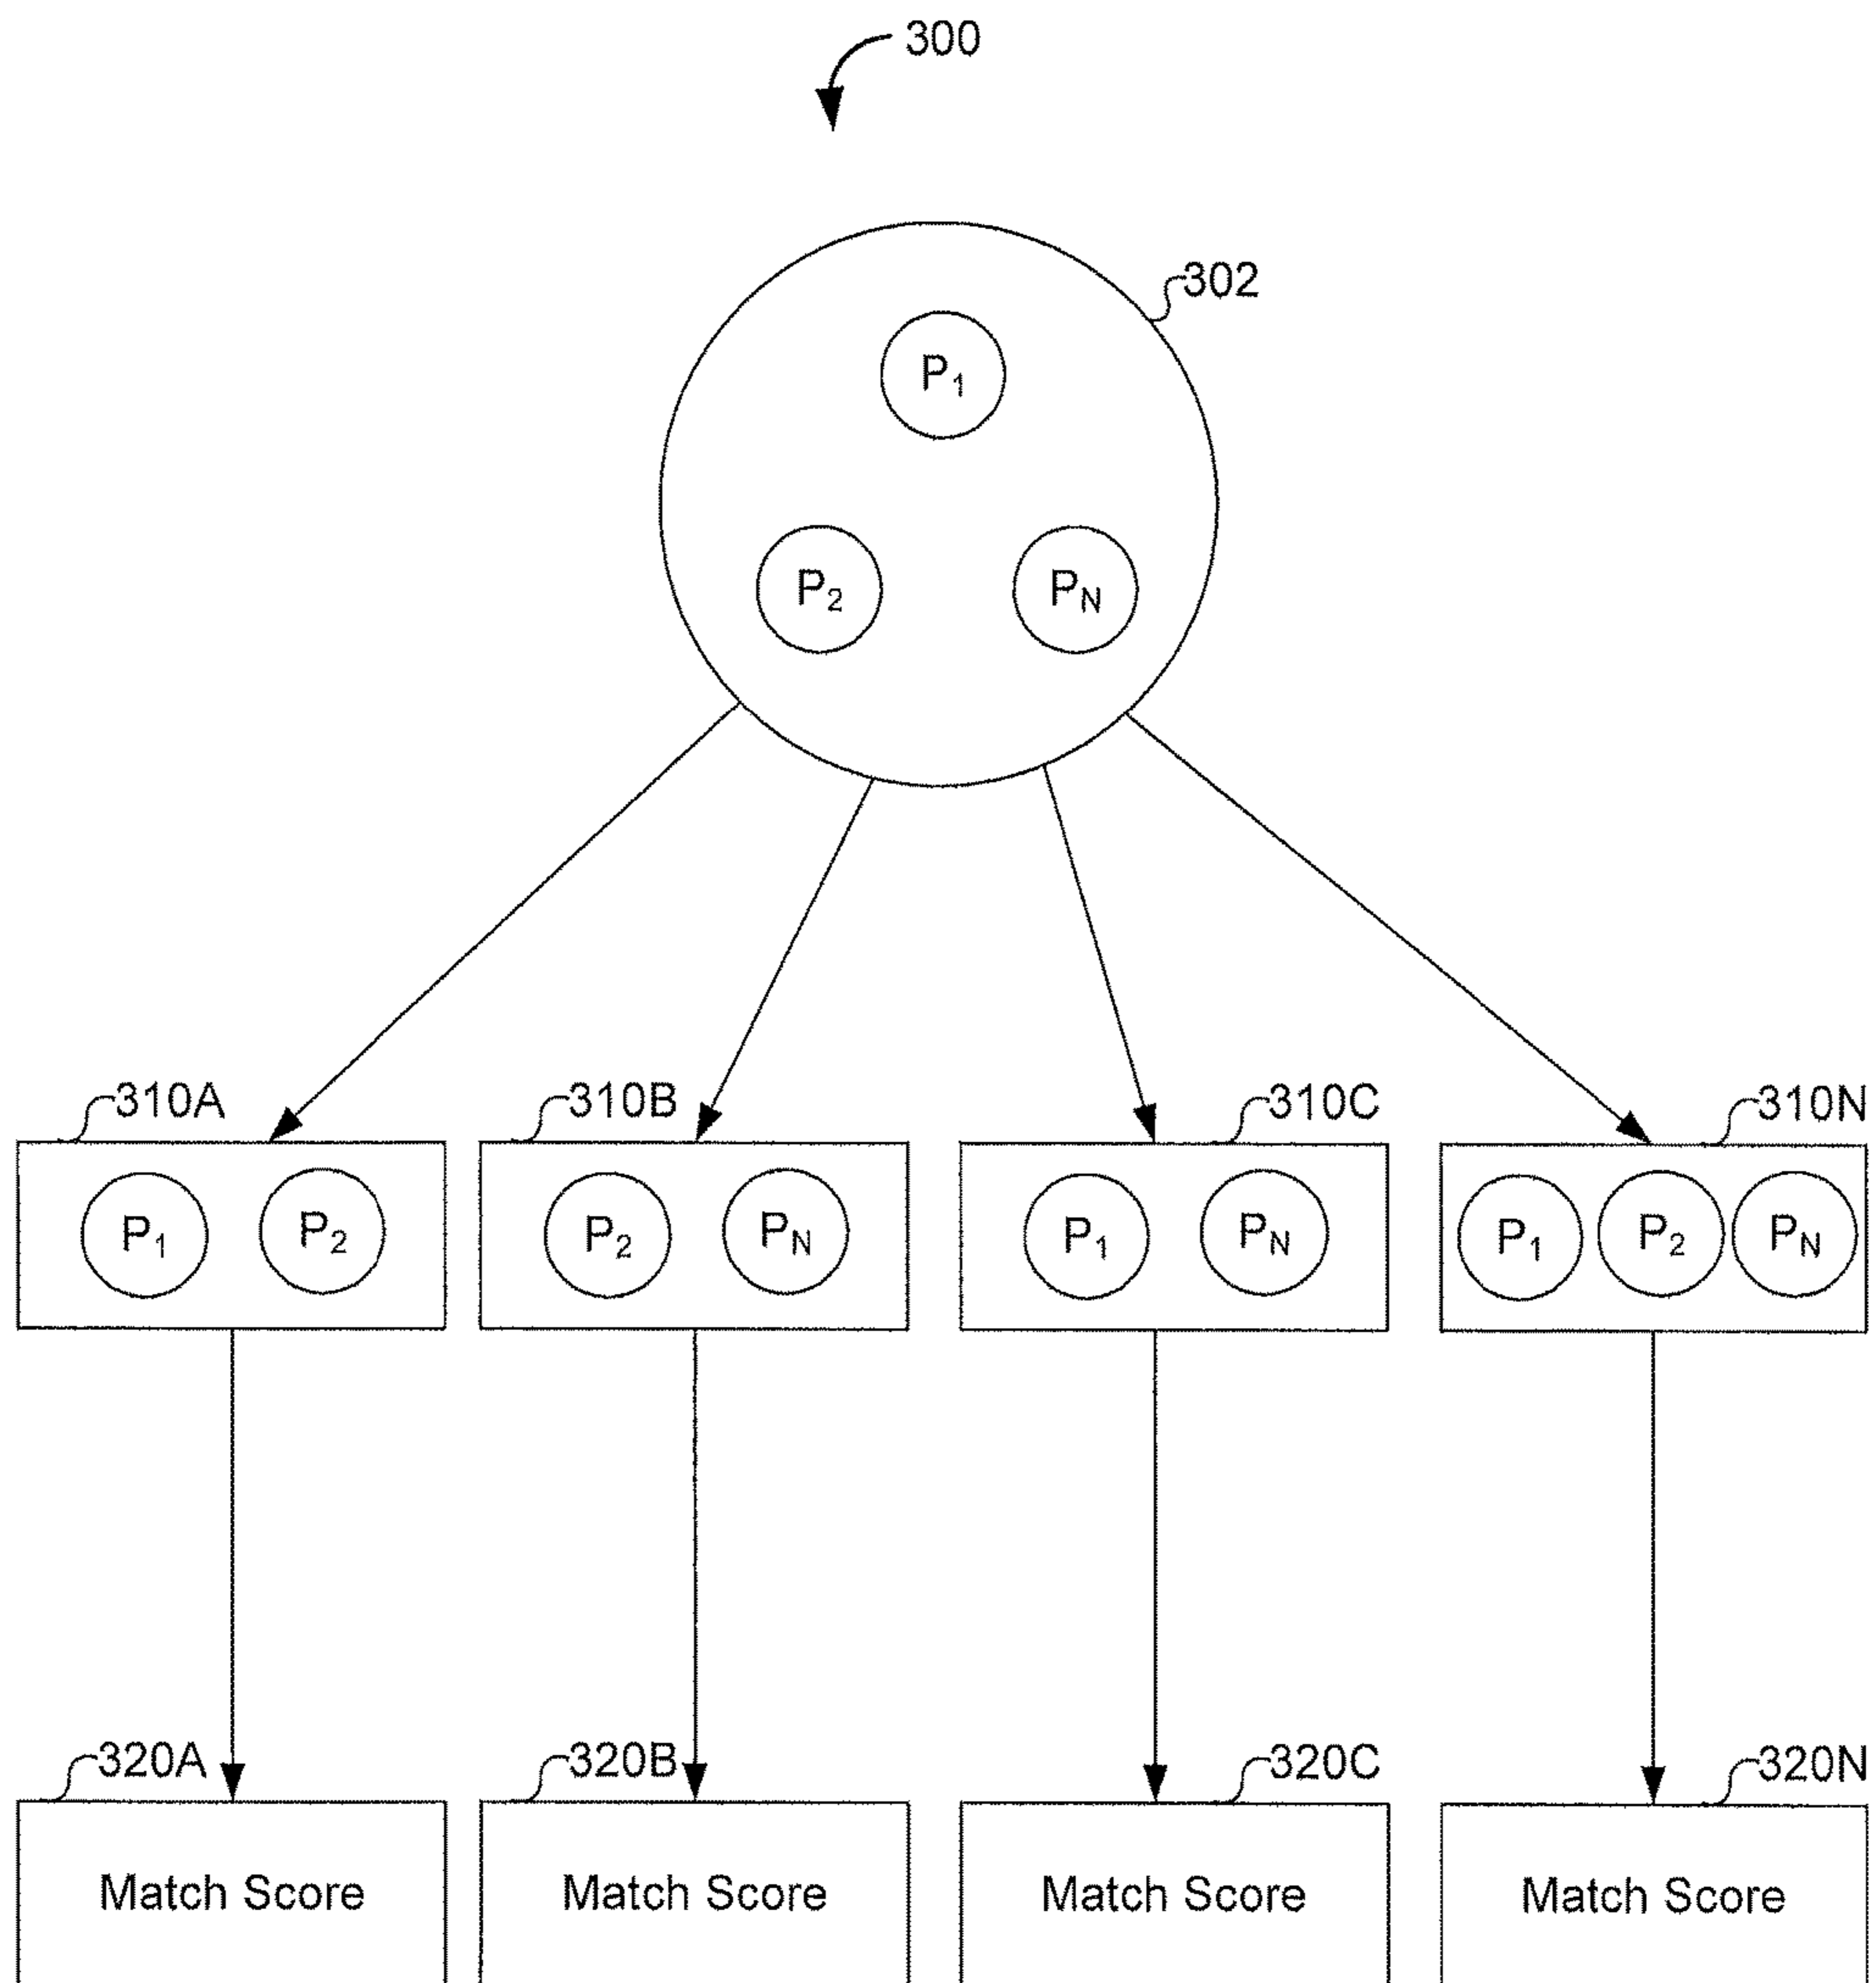 300
302
P1
P2 PN
310A 310B 310C 310N
P1 P2 P2 PN P1 PN P1 P2 PN
320A 320B 320C 320N
Match Score Match Score Match Score Match Score